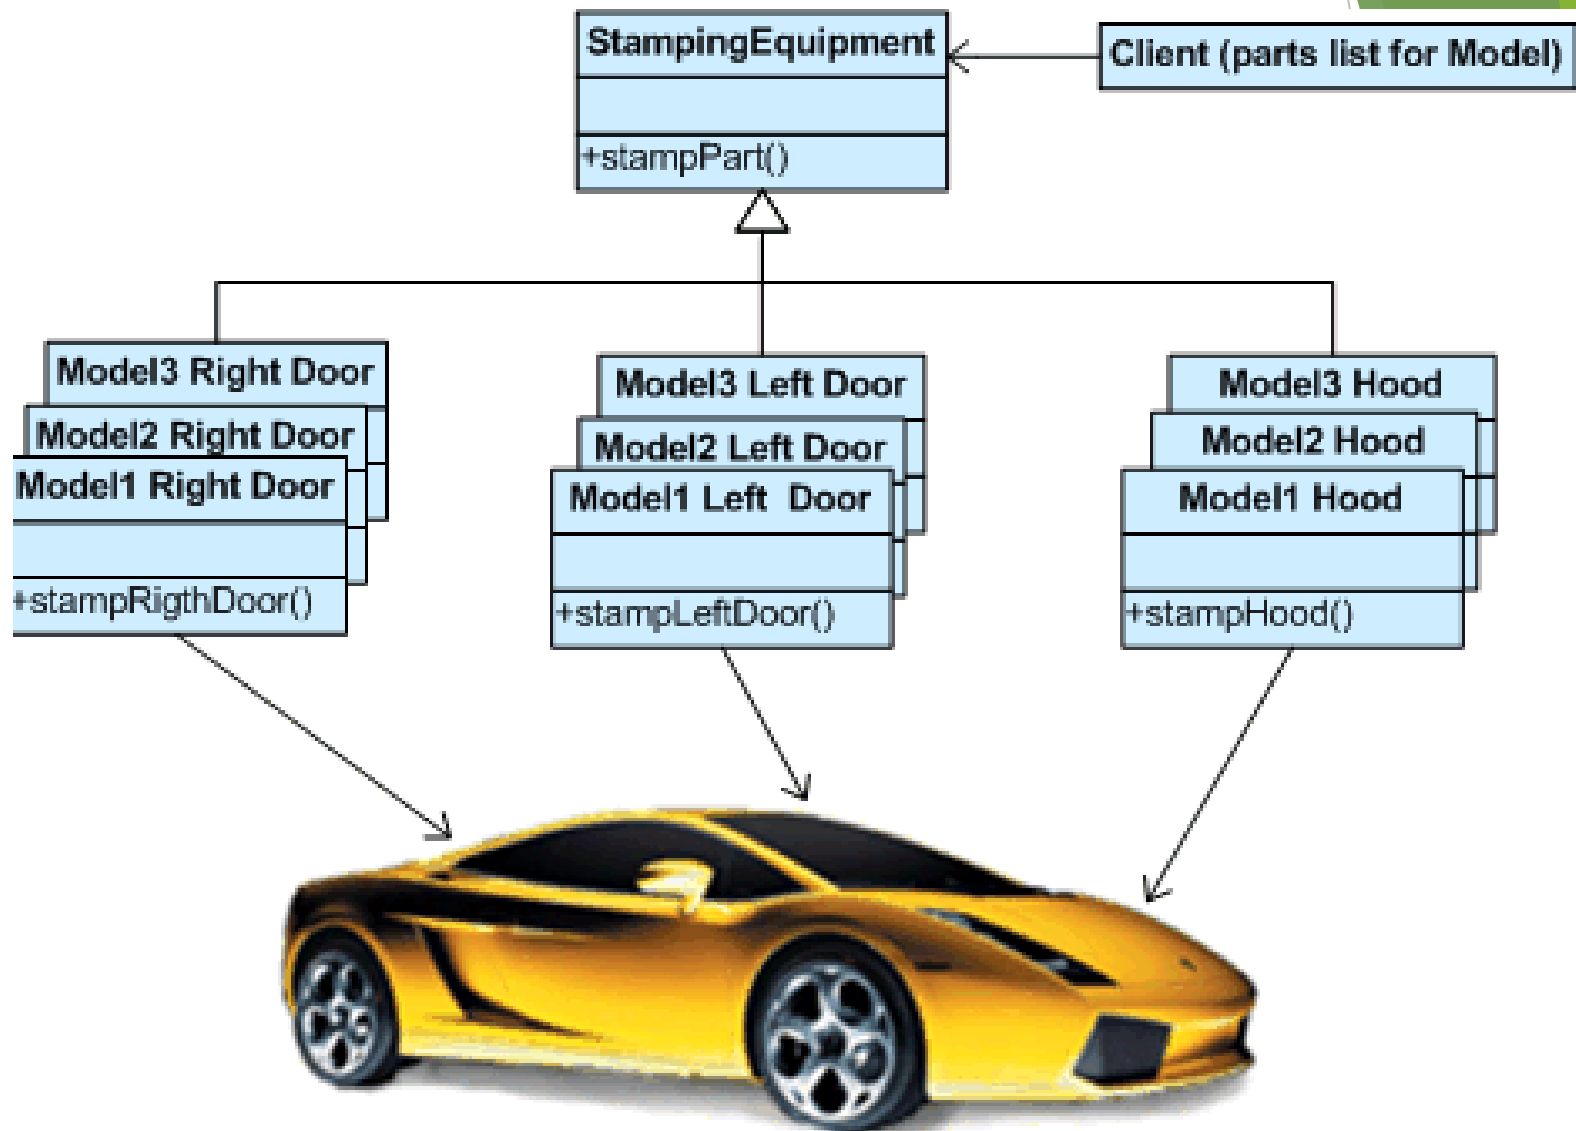 StampingEquipment
Client (parts list for Model)
+stampPart()
Model3 Right Door
Model2 Right Door
Model1 Right Door
+stampRigthDoor()
Model3 Left Door
Model2 Left Door
Model1 Left Door
+stampLeftDoor()
Model3 Hood
Model2 Hood
Model1 Hood
+stampHood()